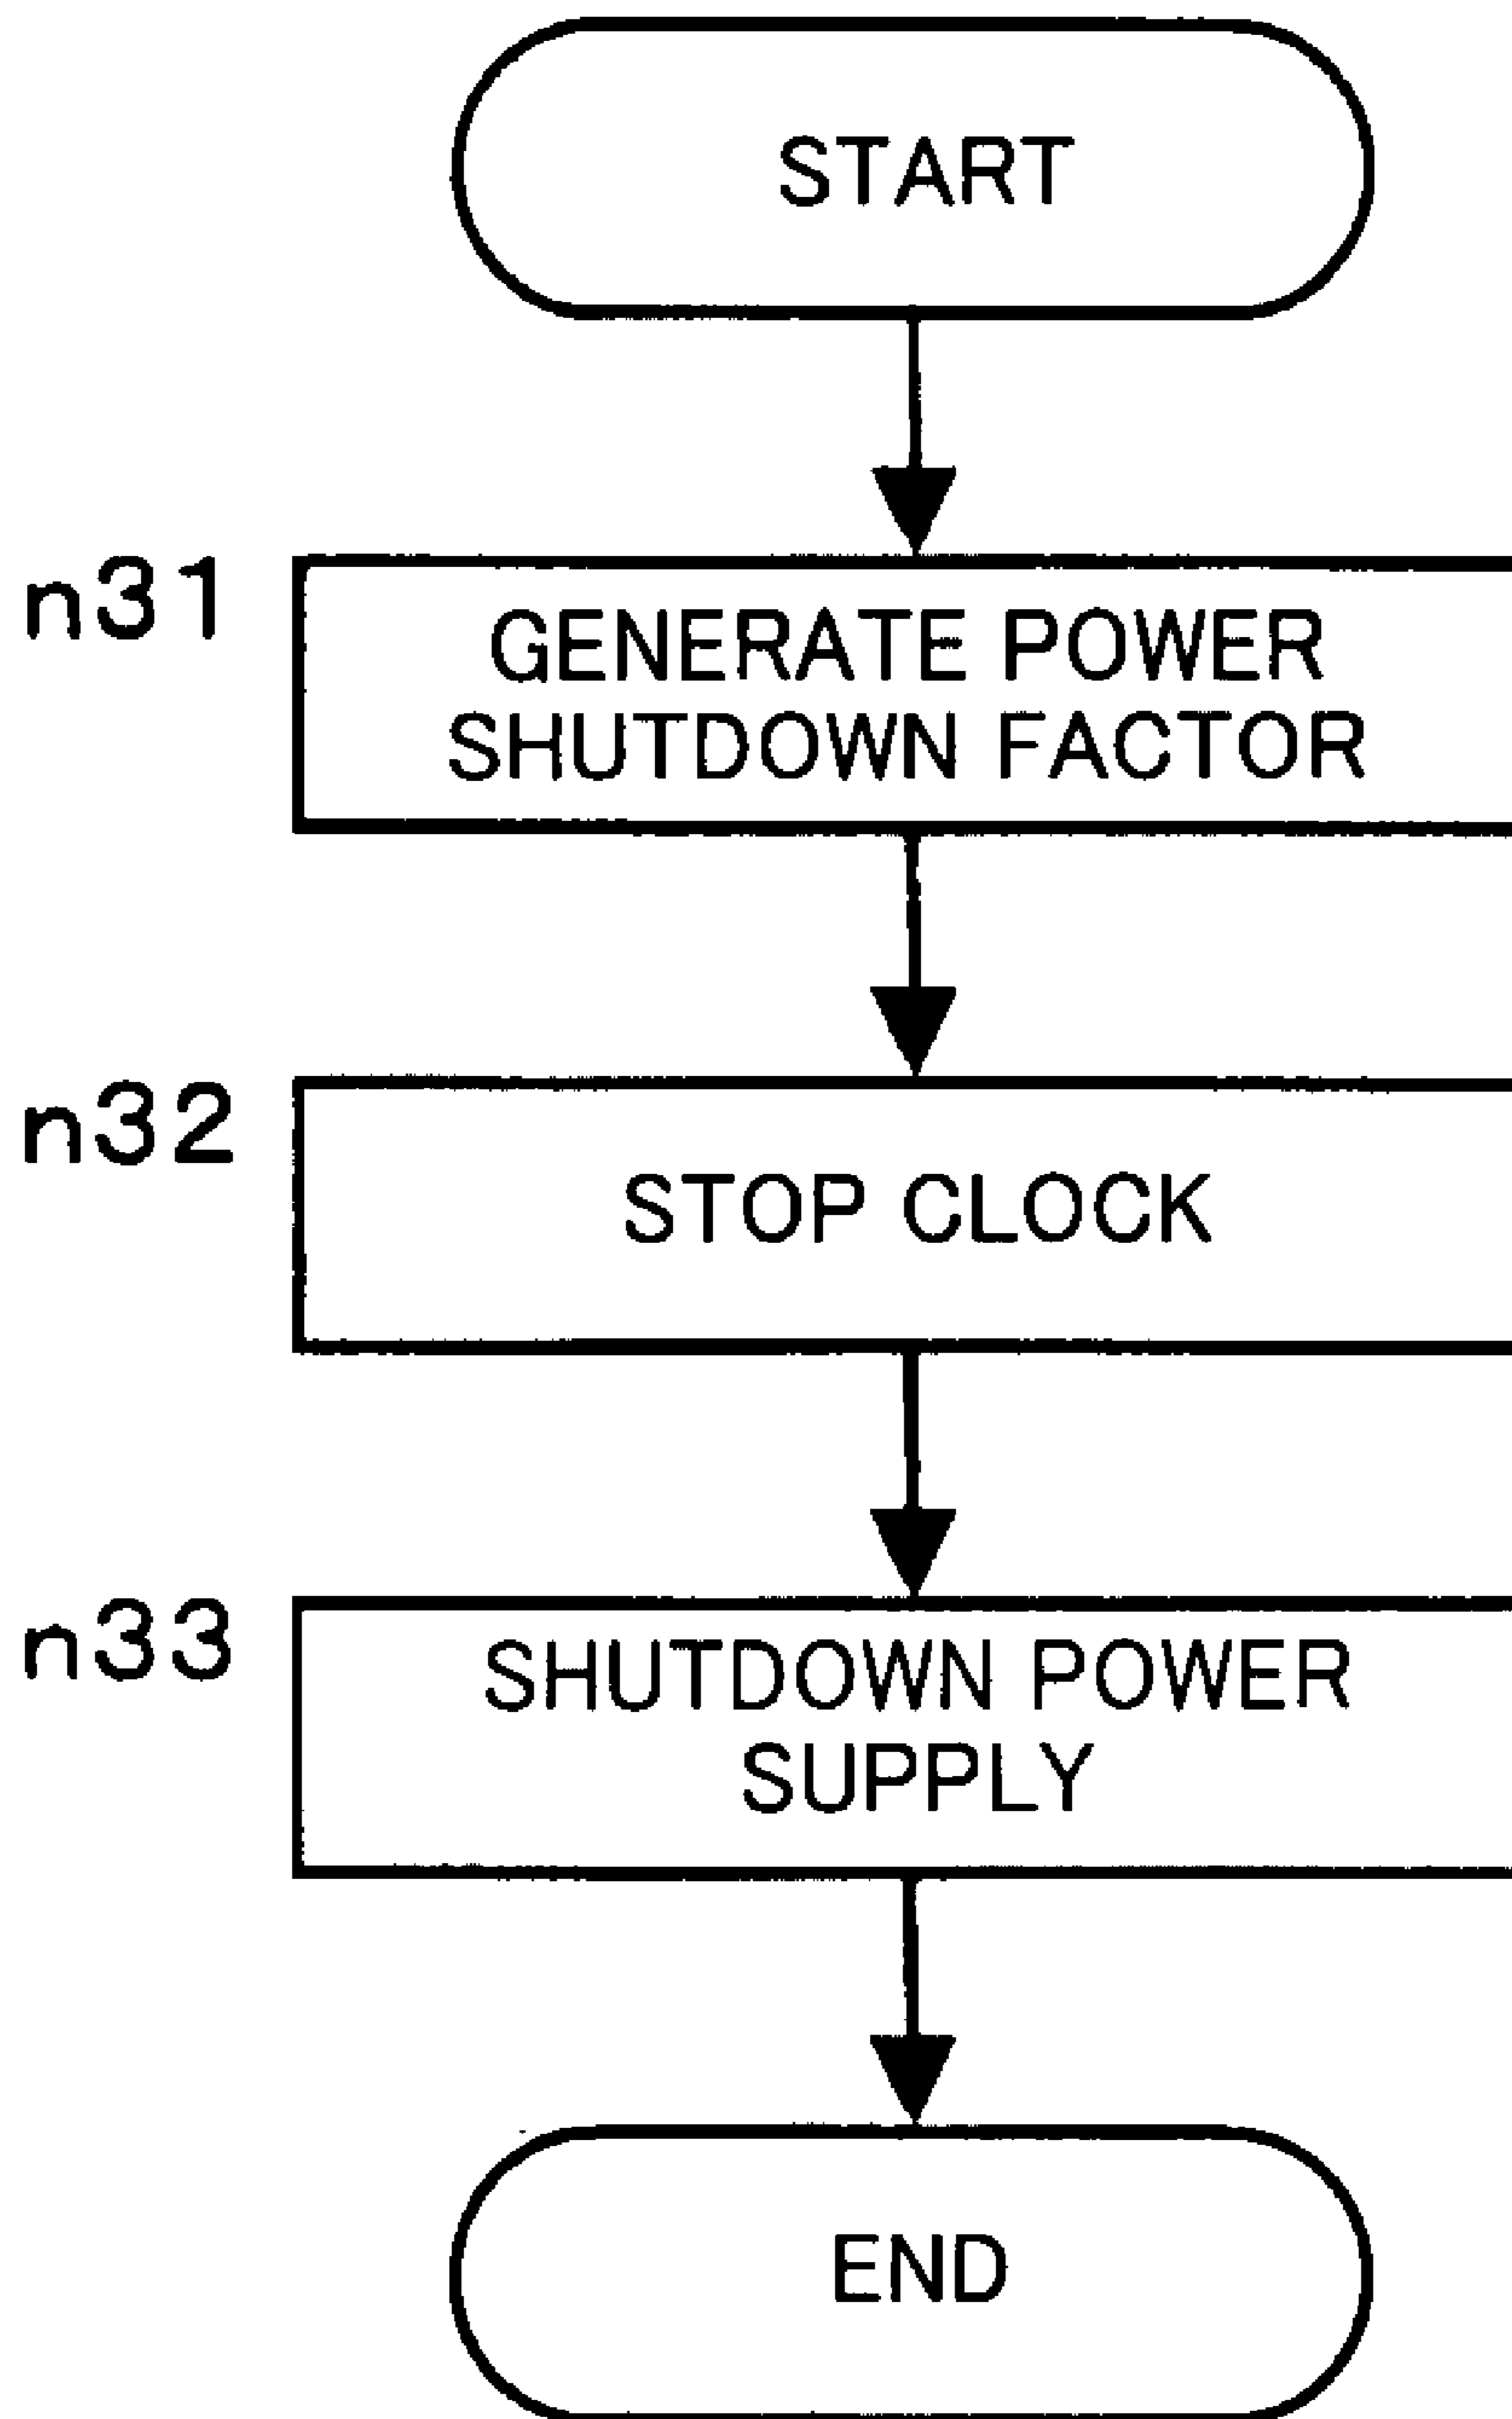 START
n31
GENERATE POWER
SHUTDOWN FACTOR
n32
STOP CLOCK
n33
SHUTDOWN POWER
SUPPLY
END